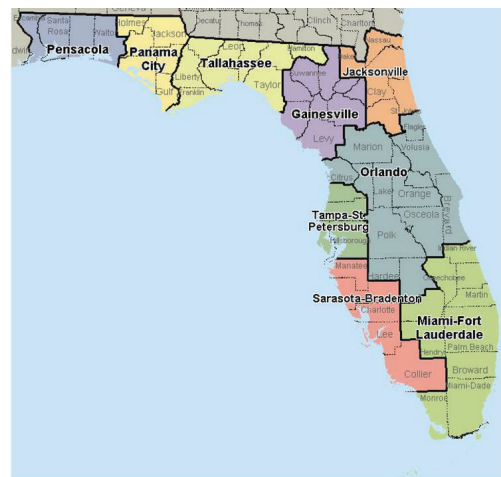 Geneva
Decatur
Thomas
Clinch
Charlton
Escambia
Santa
Rosa
Walton
Holmes
Jackson
Pensacola
Panama
City
Gulf
Liberty
Franklin
Leon
Tallahassee
Taylor
Hamilton
Suwannee
Baker
Nassau
Jacksonville
Clay
Gainesville
Levy
Flagler
Marion
Volusia
Citrus
Orlando
Lake
Orange
Tampa-St
Petersburg
Hillsborough
Osceola
Brevard
Polk
Indian River
Manatee
Hardee
Okeechobee
Sarasota-Bradenton
Charlotte
Martin
Lee
Miami-Fort
Lauderdale
Hendry
Palm Beach
Collier
Broward
Monroe
Miami-Dade